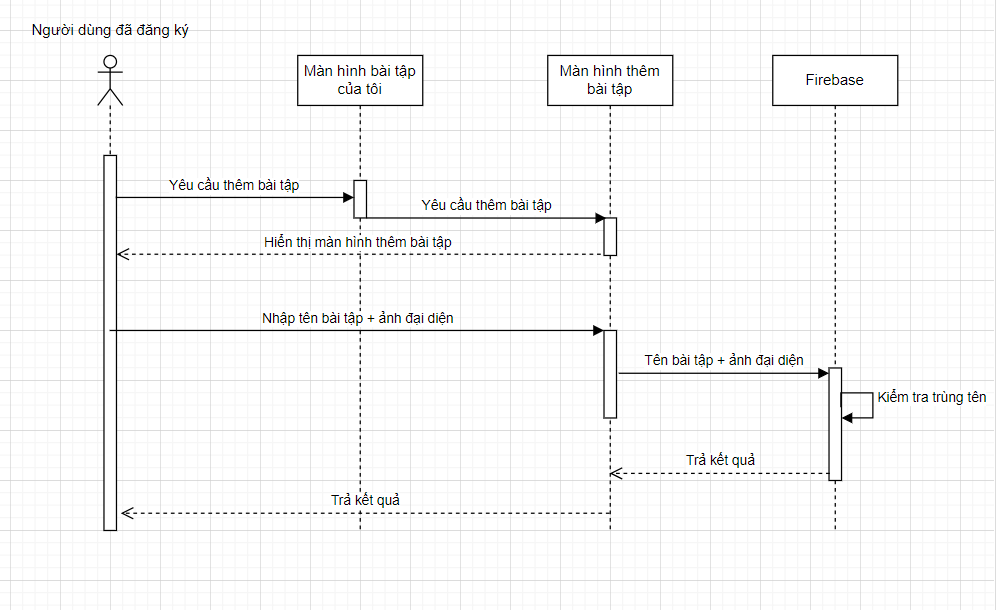 Người dùng đã đăng ký
Màn hình bài tập
của tôi
Màn hình thêm
bài tập
Firebase
Yêu cầu thêm bài tập
Yêu cầu thêm bài tập
Hiển thị màn hình thêm bài tập
Nhập tên bài tập + ảnh đại diện
Tên bài tập + ảnh đại diện
Kiểm tra trùng tên
Trả kết quả
Trả kết quả